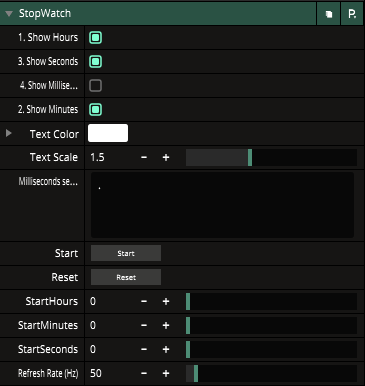 StopWatch
1. Show Hours
3. Show Seconds
4. Show Millise...
2. Show Minutes
Text Color
Text Scale 1.5 - +
Milliseconds se... .
Start Start
Reset Reset
StartHours 0 - +
StartMinutes 0 - +
StartSeconds 0 - +
Refresh Rate (Hz) 50 - +